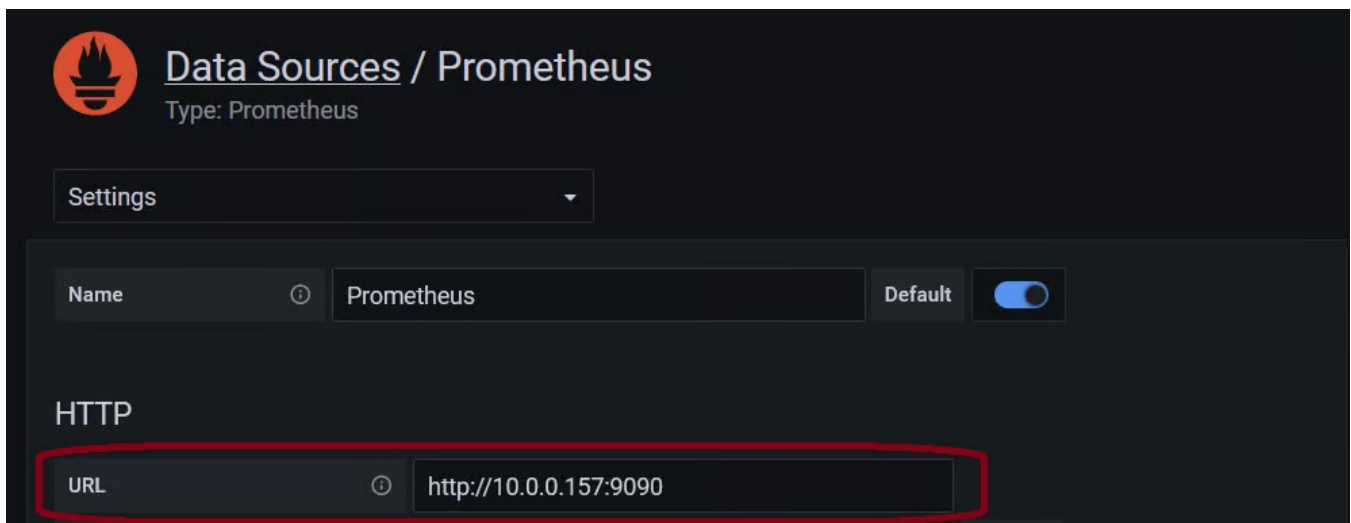 Data Sources / Prometheus
Type: Prometheus
Settings
Name Prometheus Default
HTTP
URL http://10.0.0.157:9090